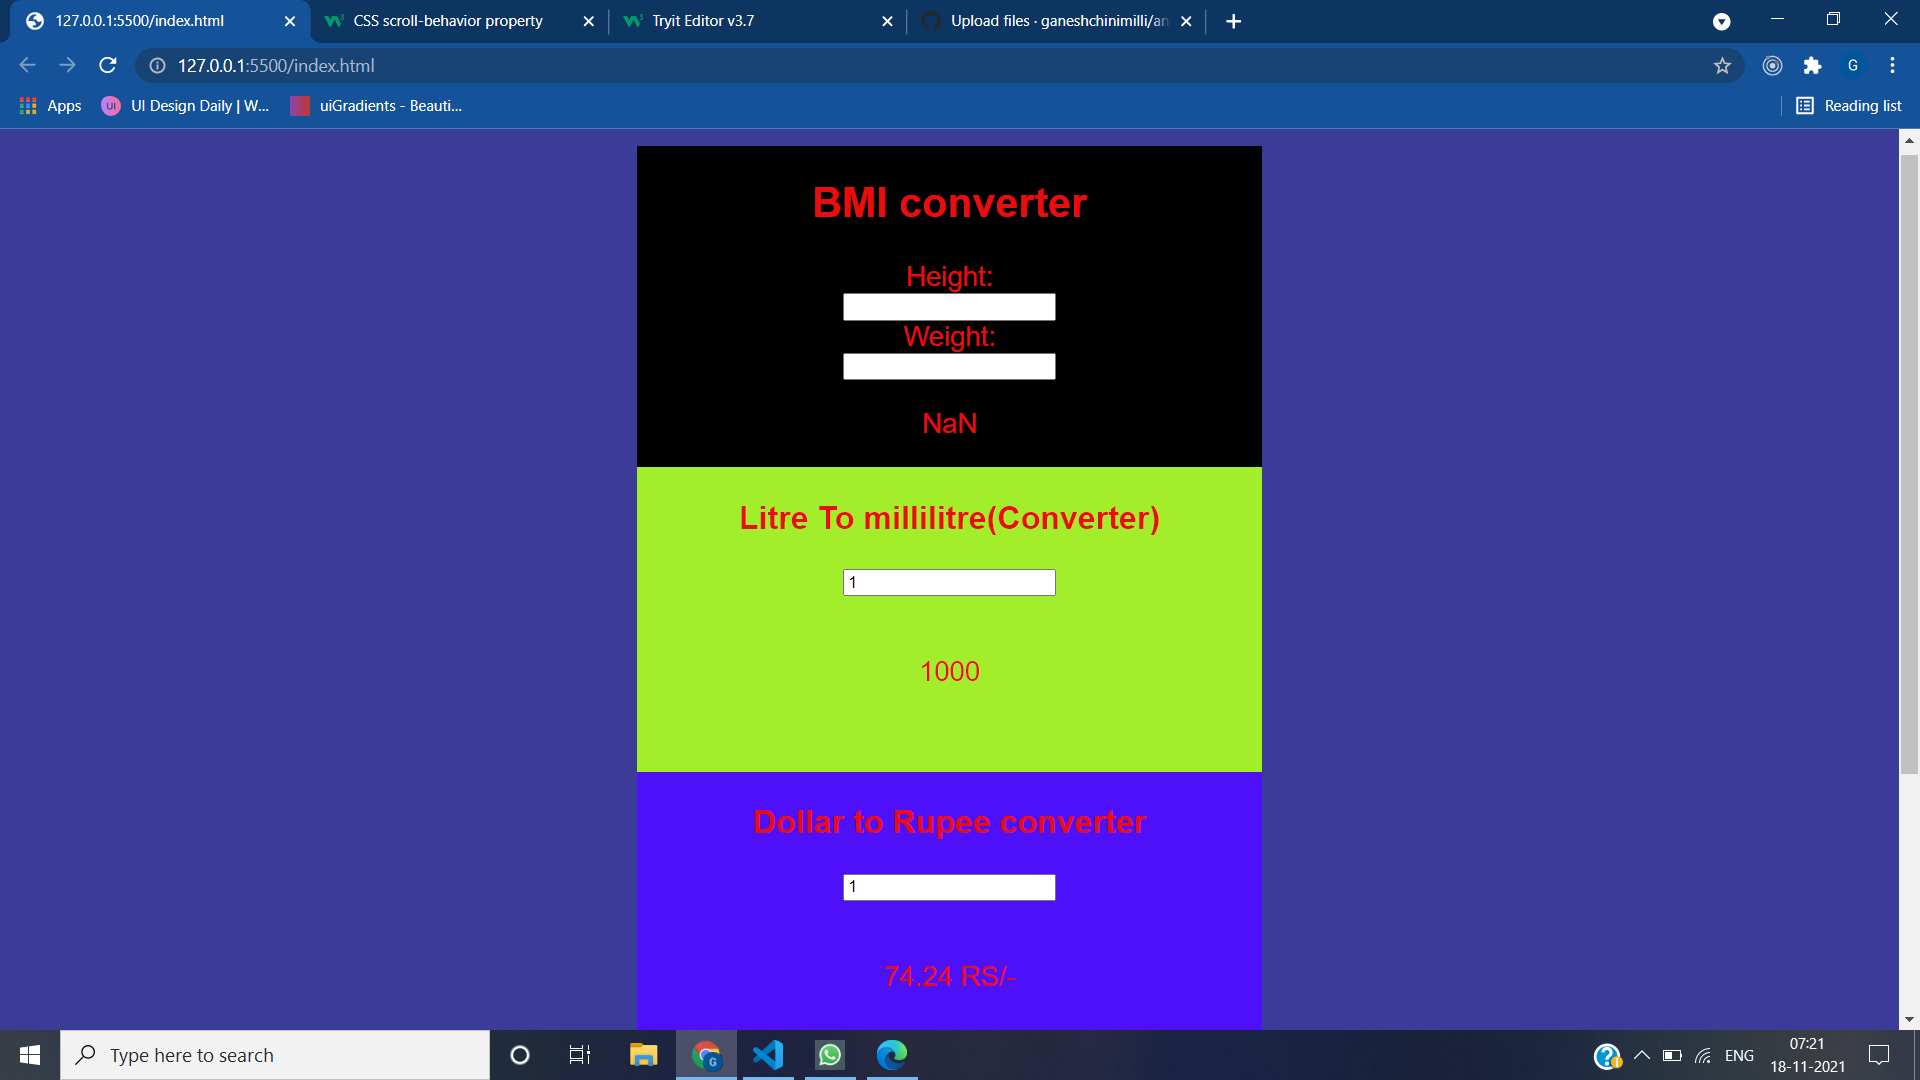 127.0.0.1:5500/index.html
CSS scroll-behavior property
Tryit Editor v3.7
Upload files · ganeshchinimilli/an
127.0.0.1:5500/index.html
G
Apps
UI
UI Design Daily | W...
uiGradients - Beauti...
Reading list
BMI converter
Height:
Weight:
NaN
Litre To millilitre(Converter)
1
1000
Dollar to Rupee converter
1
74.24 RS/-
Type here to search
G
ENG
07:21
18-11-2021